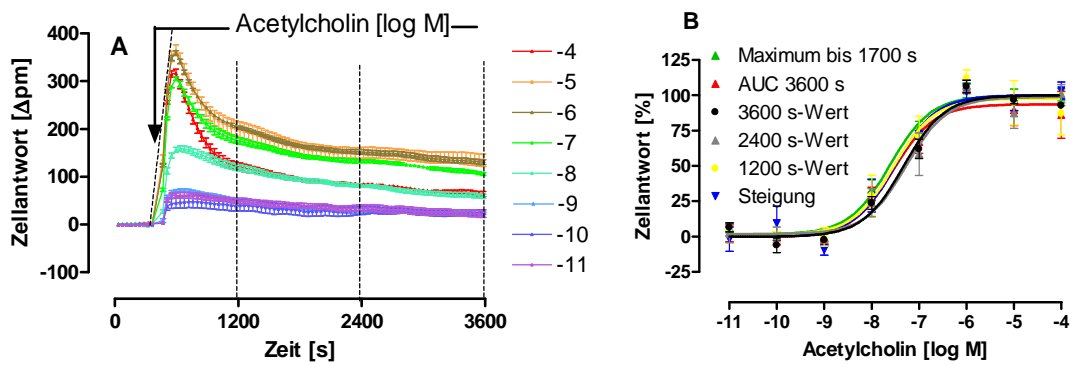 A
Acetylcholin [log M]
Zellantwort [Δpm]
400
300
200
100
0
-100
0
1200
2400
3600
Zeit [s]
-4
-5
-6
-7
-8
-9
-10
-11
B
Zellantwort [%]
125
100
75
50
25
0
-25
Maximum bis 1700 s
AUC 3600 s
3600 s-Wert
2400 s-Wert
1200 s-Wert
Steigung
-11
-10
-9
-8
-7
-6
-5
-4
Acetylcholin [log M]